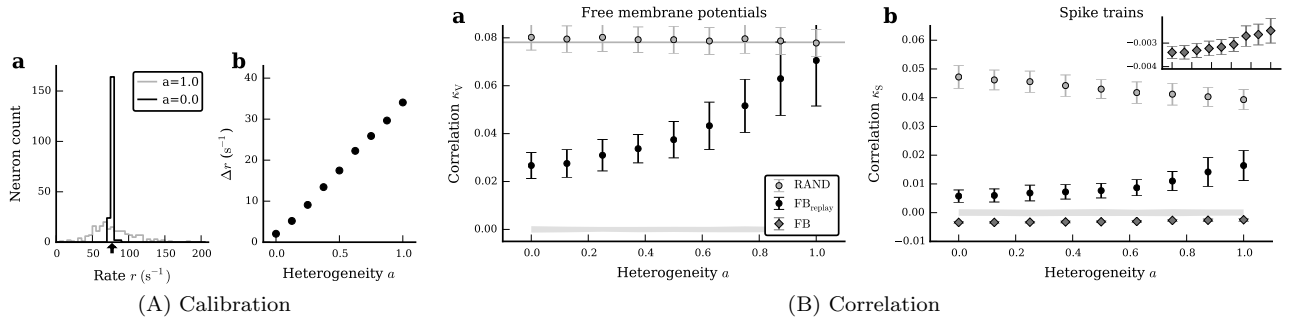 a
a=1.0
a=0.0
Neuron count
150
100
50
0
0
50
100
150
200
Rate r (s⁻¹)
b
Δr (s⁻¹)
40
30
20
10
0
0.0
0.5
1.0
Heterogeneity a
(A) Calibration
a
Free membrane potentials
Correlation κV
0.08
0.06
0.04
0.02
0.00
RAND
FBreplay
FB
0.0
0.2
0.4
0.6
0.8
1.0
Heterogeneity a
b
Spike trains
Correlation κS
0.06
0.05
0.04
0.03
0.02
0.01
0.00
−0.01
−0.003
−0.004
0.0
0.2
0.4
0.6
0.8
1.0
Heterogeneity a
(B) Correlation